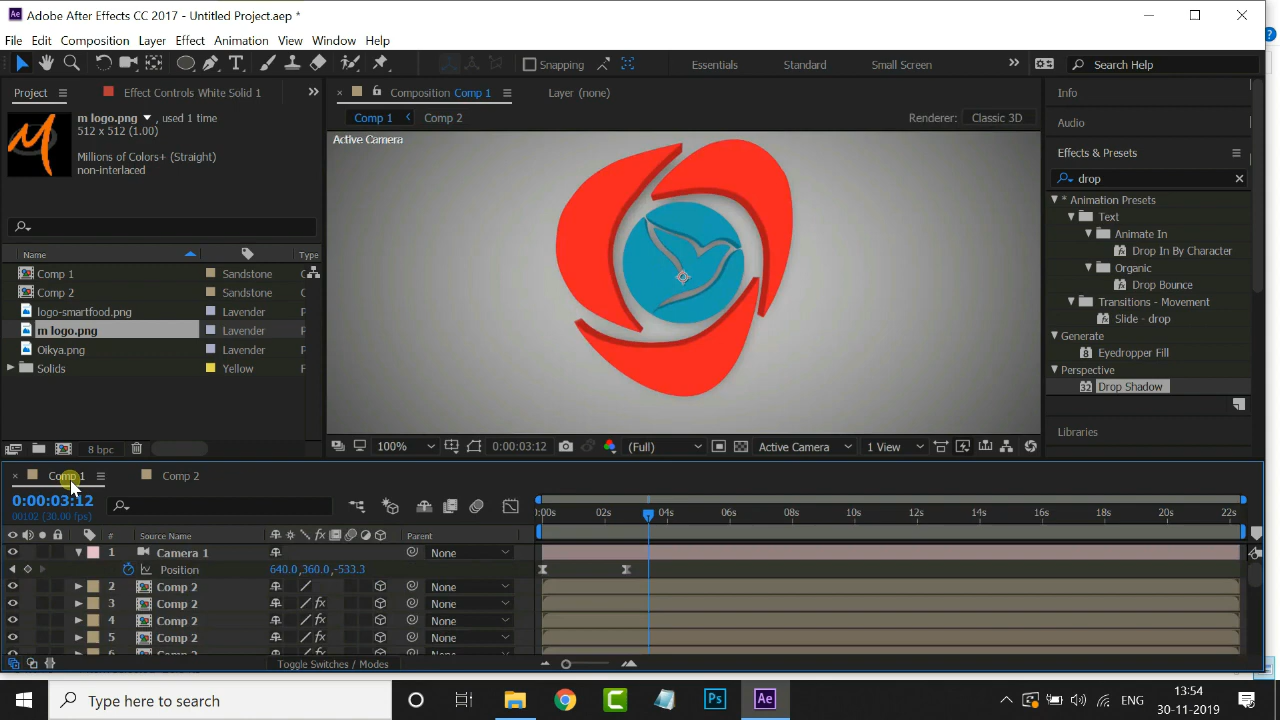 Adobe After Effects CC 2017 - Untitled Project.aep *
File Edit Composition Layer Effect Animation View Window Help
Snapping
Essentials Standard Small Screen
Search Help
Project Effect Controls White Solid 1
Composition Comp 1 Layer (none)
Info
m logo.png , used 1 time
512 x 512 (1.00)
Millions of Colors+ (Straight)
non-interlaced
Comp 1 Comp 2
Renderer: Classic 3D
Active Camera
Audio
Effects & Presets
drop
* Animation Presets
Text
Animate In
Drop In By Character
Organic
Drop Bounce
Transitions - Movement
Slide - drop
Generate
Eyedropper Fill
Perspective
32 Drop Shadow
Libraries
Name Type
Comp 1 Sandstone C
Comp 2 Sandstone C
logo-smartfood.png Lavender P
m logo.png Lavender P
Oikya.png Lavender P
Solids Yellow F
8 bpc
100% 0:00:03:12 (Full) Active Camera 1 View
Comp 1 Comp 2
0:00:03:12
00102 (30.00 fps)
:00s 02s 04s 06s 08s 10s 12s 14s 16s 18s 20s 22s
# Source Name Parent
1 Camera 1 None
Position 640.0,360.0,-533.3
2 Comp 2 None
3 Comp 2 fx None
4 Comp 2 fx None
5 Comp 2 fx None
Toggle Switches / Modes
Type here to search
Ps Ae
ENG
13:54
30-11-2019